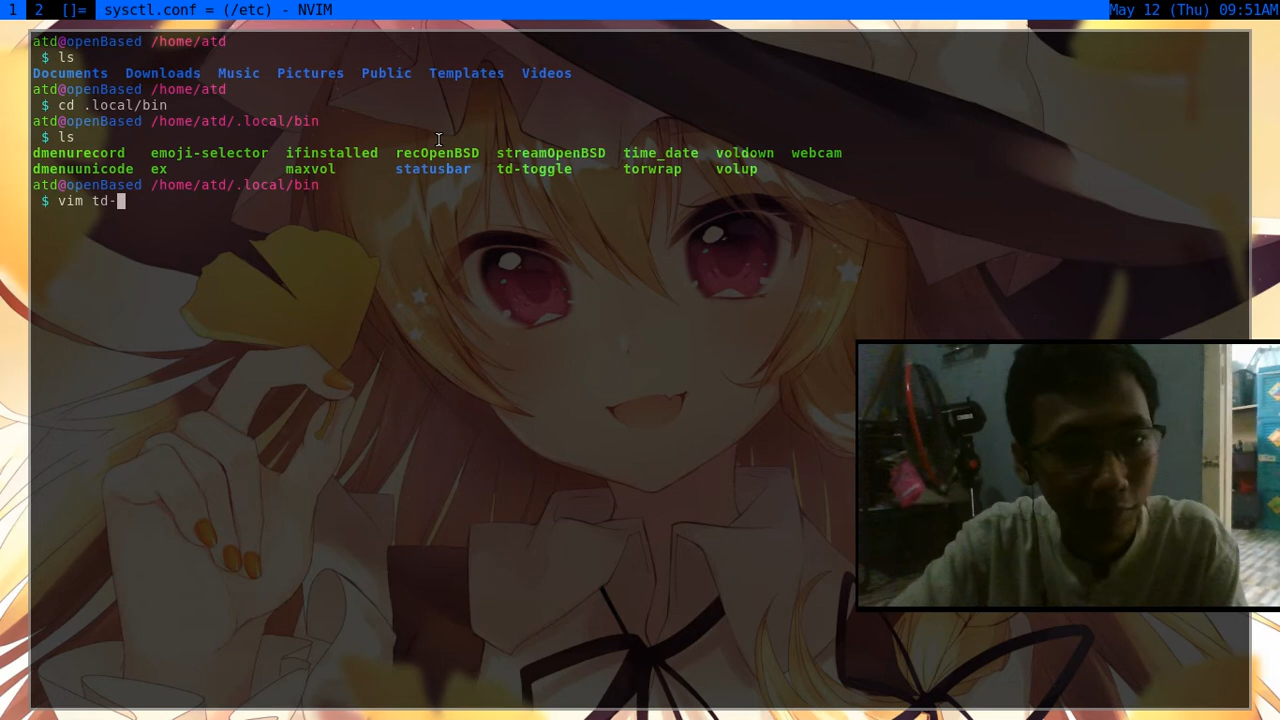 1 2 []= sysctl.conf = (/etc) - NVIM May 12 (Thu) 09:51AM
atd@openBased /home/atd
$ ls
Documents Downloads Music Pictures Public Templates Videos
atd@openBased /home/atd
$ cd .local/bin
atd@openBased /home/atd/.local/bin
$ ls
dmenurecord emoji-selector ifinstalled recOpenBSD streamOpenBSD time_date voldown webcam
dmenuunicode ex maxvol statusbar td-toggle torwrap volup
atd@openBased /home/atd/.local/bin
$ vim td-